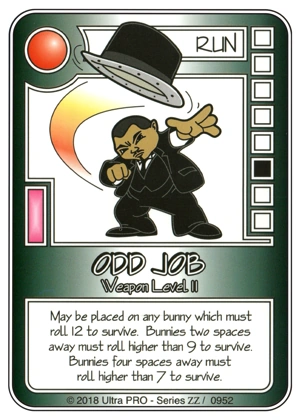 RUN
ODD JOB
Weapon Level 11
May be placed on any bunny which must
roll 12 to survive. Bunnies two spaces
away must roll higher than 9 to survive.
Bunnies four spaces away must
roll higher than 7 to survive.
© 2018 Ultra PRO - Series ZZ / 0952